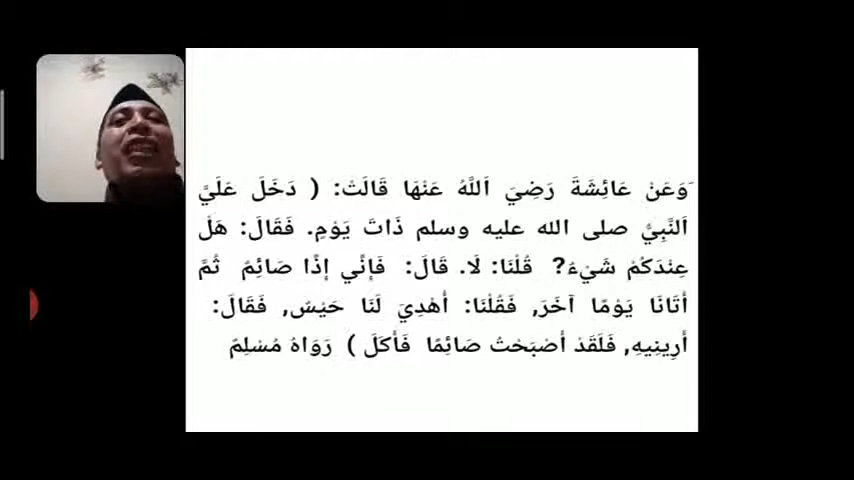 َوَعَنْ عَائِشَةَ رَضِيَ اَللَّهُ عَنْهَا قَالَتْ: ( دَخَلَ عَلَيَّ
اَلنَّبِيُّ صلى الله عليه وسلم ذَاتَ يَوْمٍ. فَقَالَ: هَلْ
عِنْدَكُمْ شَيْءٌ? قُلْنَا: لَا. قَالَ: فَإِنِّي إِذًا صَائِمٌ ثُمَّ
أَتَانَا يَوْمًا آخَرَ, فَقُلْنَا: أُهْدِيَ لَنَا حَيْسٌ, فَقَالَ:
أَرِينِيهِ, فَلَقَدْ أَصْبَحْتُ صَائِمًا فَأَكَلَ ) رَوَاهُ مُسْلِمٌ